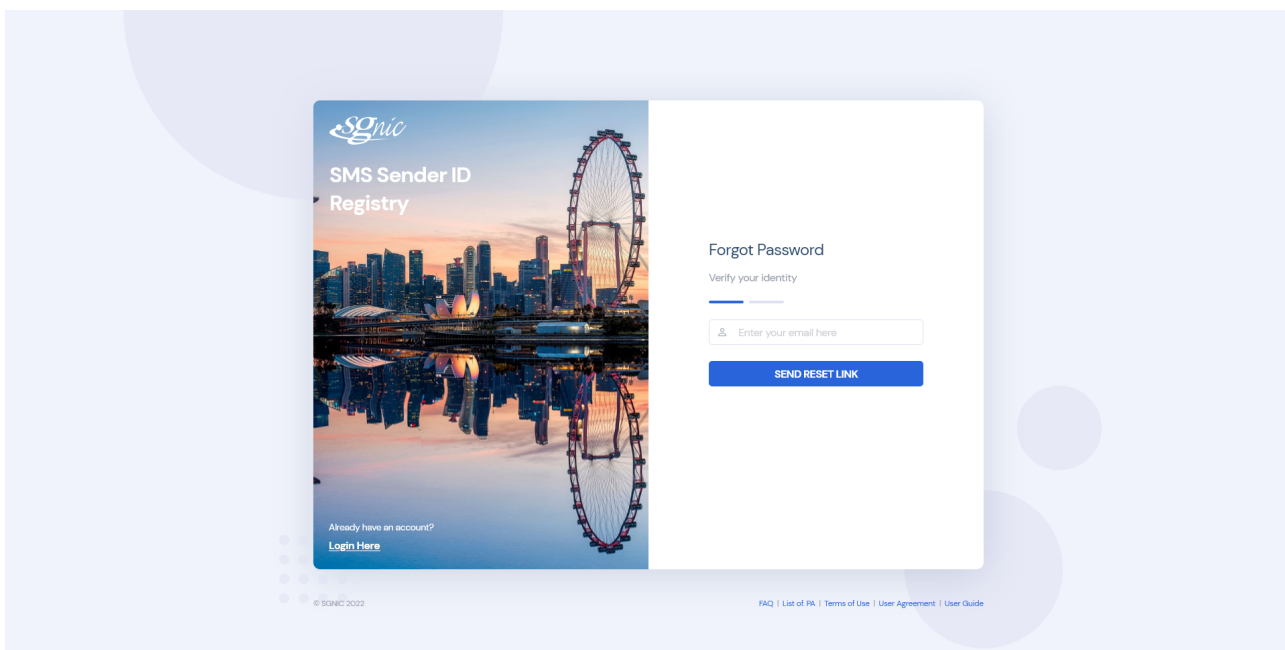 sgnic
SMS Sender ID
Registry
Already have an account?
Login Here
Forgot Password
Verify your identity
Enter your email here
SEND RESET LINK
© SGNIC 2022
FAQ | List of PA | Terms of Use | User Agreement | User Guide